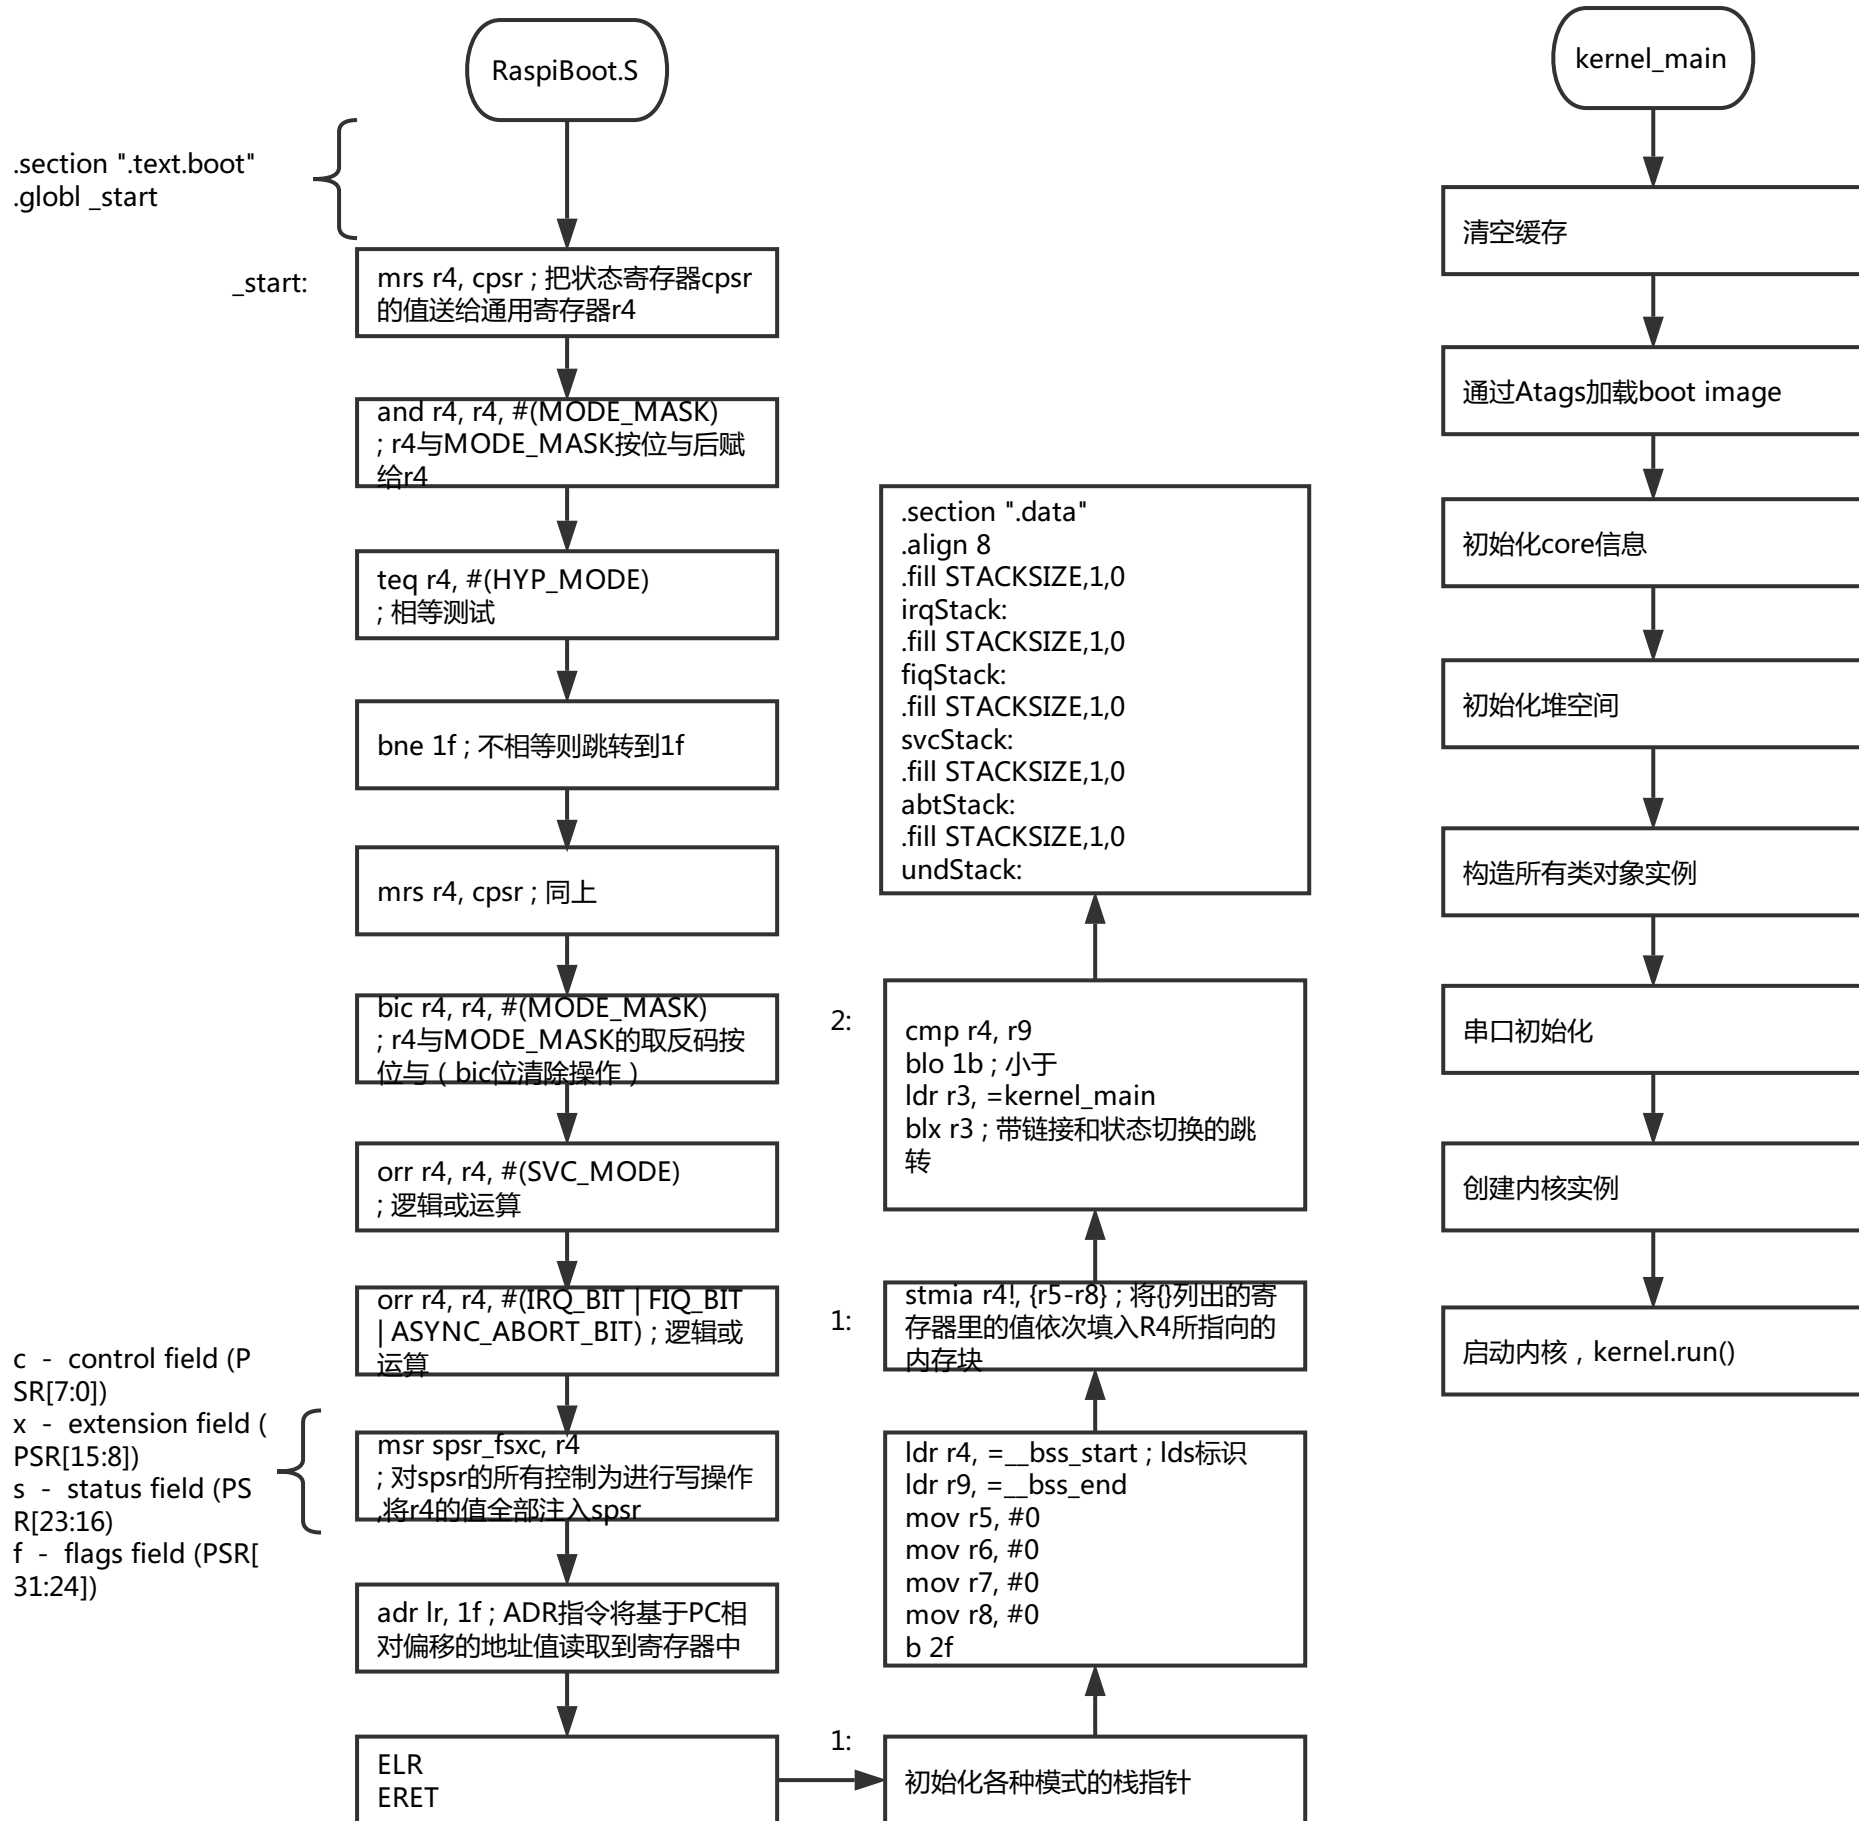 RaspiBoot.S
.section ".text.boot"
.globl _start
_start:
mrs r4, cpsr ; 把状态寄存器cpsr
的值送给通用寄存器r4
and r4, r4, #(MODE_MASK)
; r4与MODE_MASK按位与后赋
给r4
teq r4, #(HYP_MODE)
; 相等测试
bne 1f ; 不相等则跳转到1f
mrs r4, cpsr ; 同上
bic r4, r4, #(MODE_MASK)
; r4与MODE_MASK的取反码按
位与（bic位清除操作）
orr r4, r4, #(SVC_MODE)
; 逻辑或运算
orr r4, r4, #(IRQ_BIT | FIQ_BIT
| ASYNC_ABORT_BIT) ; 逻辑或
运算
c  -  control field (P
SR[7:0])
x  -  extension field (
PSR[15:8])
s  -  status field (PS
R[23:16)
f  -  flags field (PSR[
31:24])
msr spsr_fsxc, r4
; 对spsr的所有控制为进行写操作
,将r4的值全部注入spsr
adr lr, 1f ; ADR指令将基于PC相
对偏移的地址值读取到寄存器中
ELR
ERET
1:
初始化各种模式的栈指针
ldr r4, =__bss_start ; lds标识
ldr r9, =__bss_end
mov r5, #0
mov r6, #0
mov r7, #0
mov r8, #0
b 2f
1:
stmia r4!, {r5-r8} ; 将{}列出的寄
存器里的值依次填入R4所指向的
内存块
2:
cmp r4, r9
blo 1b ; 小于
ldr r3, =kernel_main
blx r3 ; 带链接和状态切换的跳
转
.section ".data"
.align 8
.fill STACKSIZE,1,0
irqStack:
.fill STACKSIZE,1,0
fiqStack:
.fill STACKSIZE,1,0
svcStack:
.fill STACKSIZE,1,0
abtStack:
.fill STACKSIZE,1,0
undStack:
kernel_main
清空缓存
通过Atags加载boot image
初始化core信息
初始化堆空间
构造所有类对象实例
串口初始化
创建内核实例
启动内核，kernel.run()